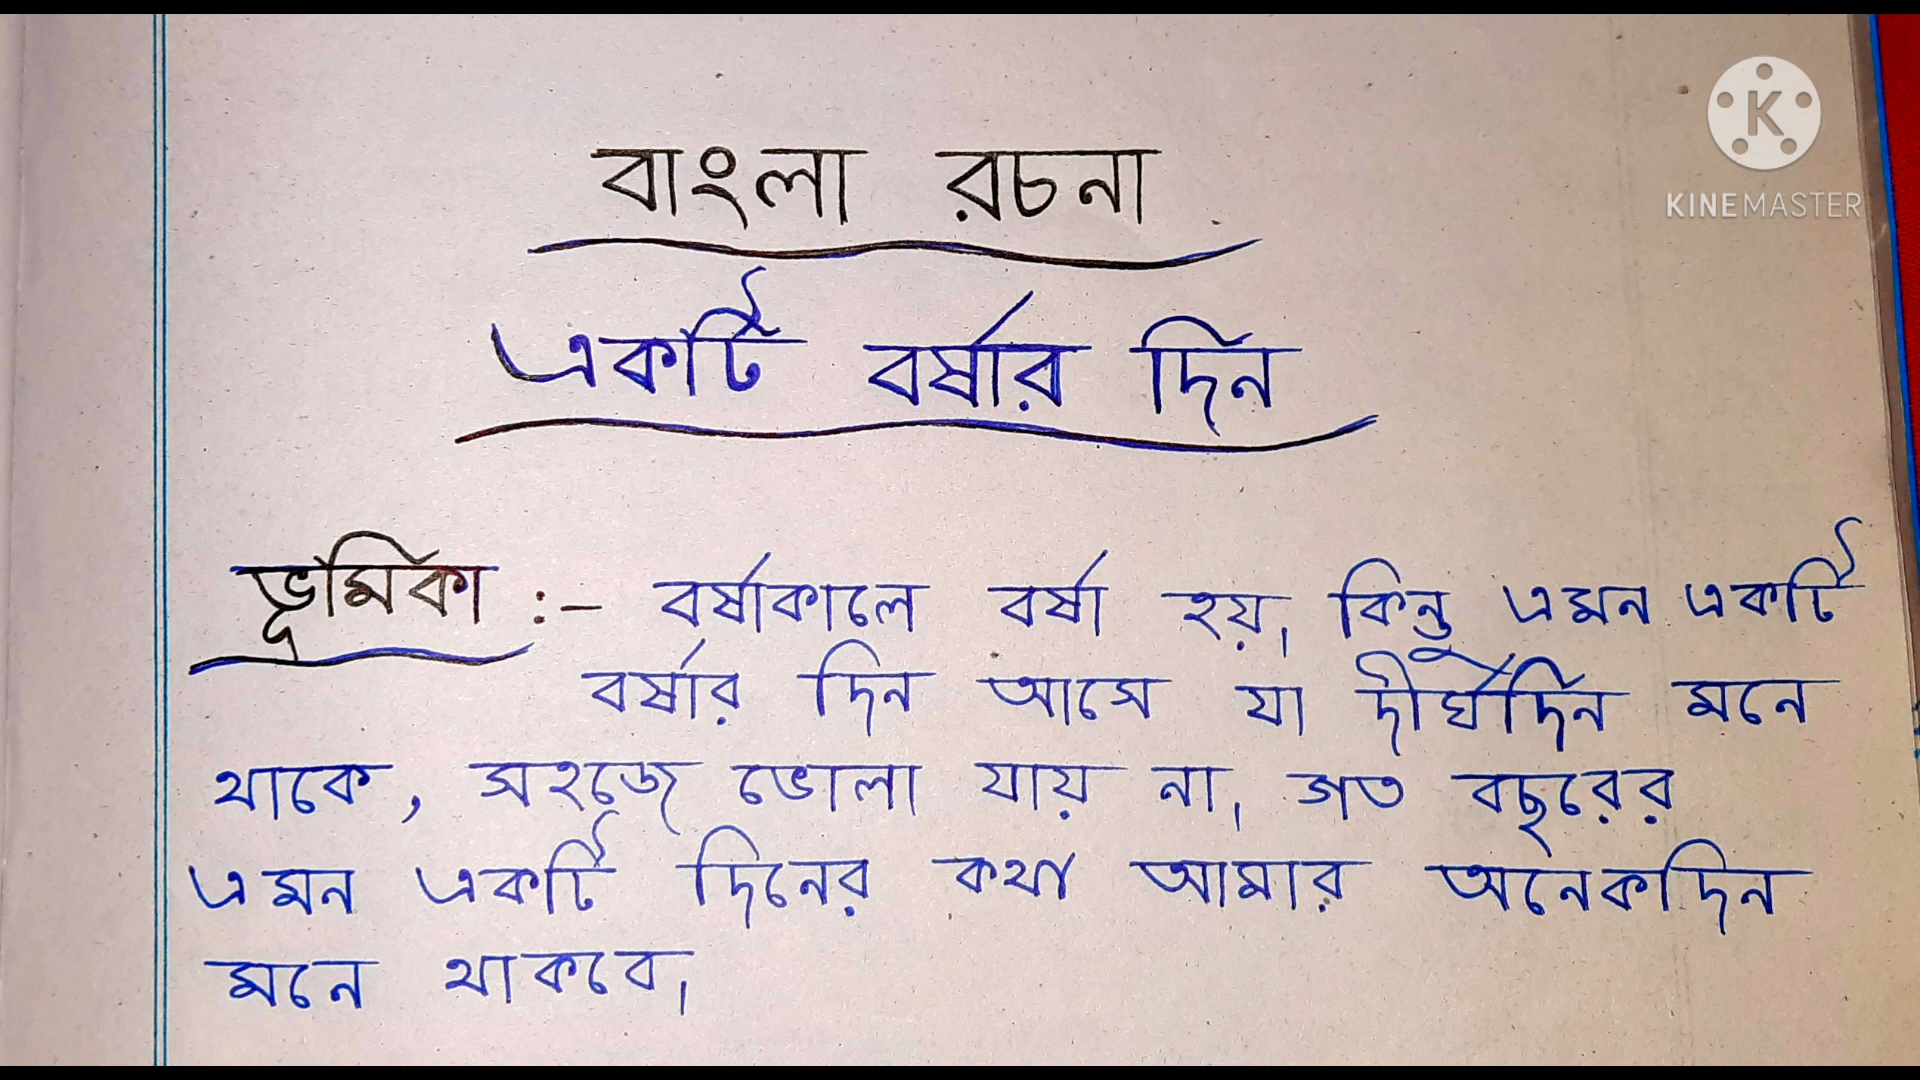 বাংলা রচনা
একটি বর্ষার দিন
ভূমিকা :- বর্ষাকালে বর্ষা হয়। কিন্তু এমন একটি
বর্ষার দিন আসে যা দীর্ঘদিন মনে
থাকে, সহজে ভোলা যায় না। গত বছরের
এমন একটি দিনের কথা আমার অনেকদিন
মনে থাকবে।
K
KINEMASTER